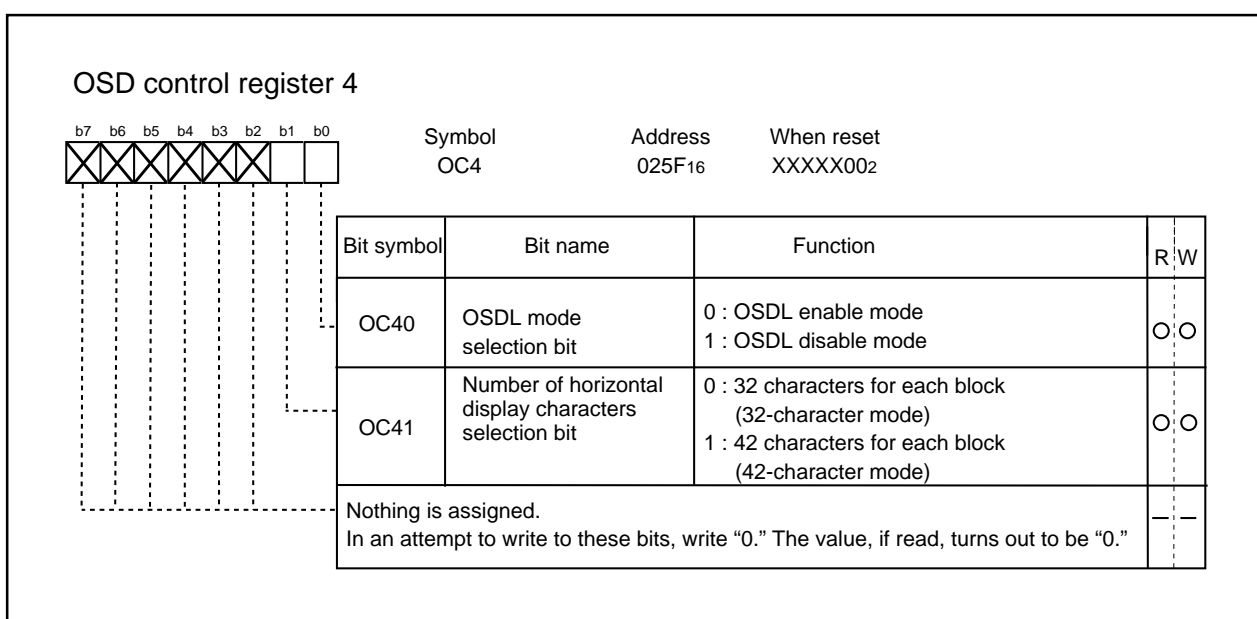 OSD control register 4
b7 b6 b5 b4 b3 b2 b1 b0
Symbol Address When reset
OC4 025F16 XXXXX002
Bit symbol Bit name Function R W
OC40 OSDL mode selection bit 0 : OSDL enable mode
1 : OSDL disable mode
OC41 Number of horizontal display characters selection bit 0 : 32 characters for each block
(32-character mode)
1 : 42 characters for each block
(42-character mode)
Nothing is assigned.
In an attempt to write to these bits, write “0.” The value, if read, turns out to be “0.”